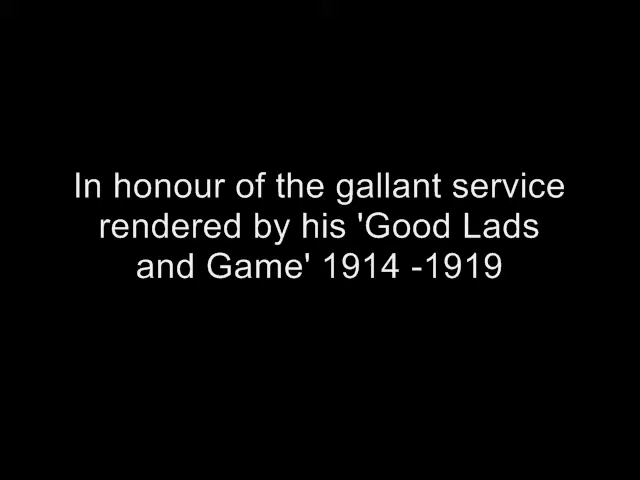 In honour of the gallant service
rendered by his 'Good Lads
and Game' 1914 -1919